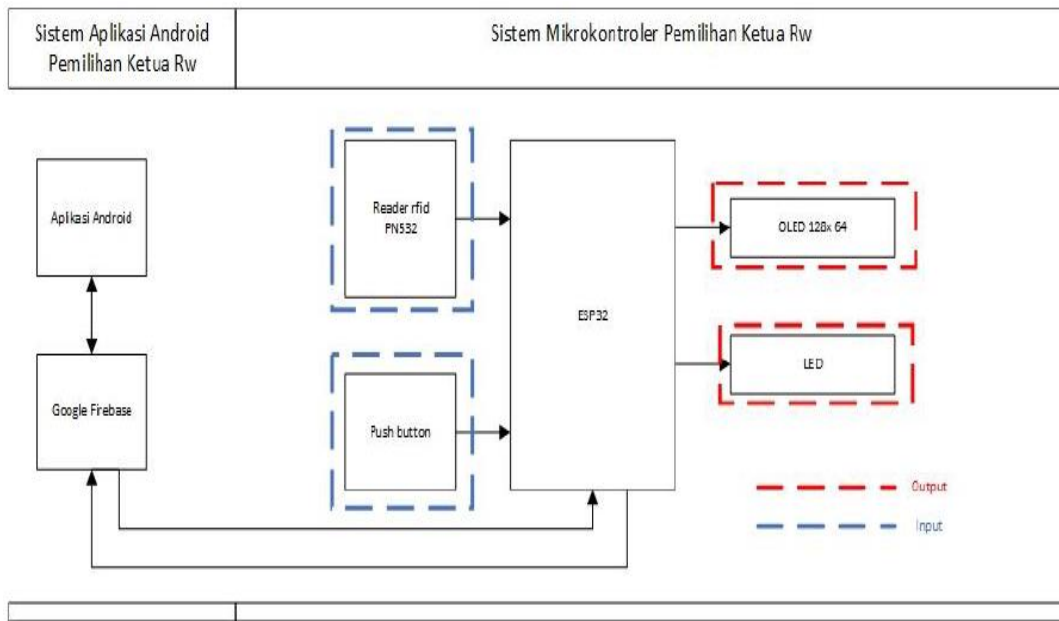 Sistem Aplikasi Android
Pemilihan Ketua Rw
Sistem Mikrokontroler Pemilihan Ketua Rw
Aplikasi Android
Google Firebase
Reader rfid
PN532
Push button
ESP32
OLED 128x 64
LED
Output
Input